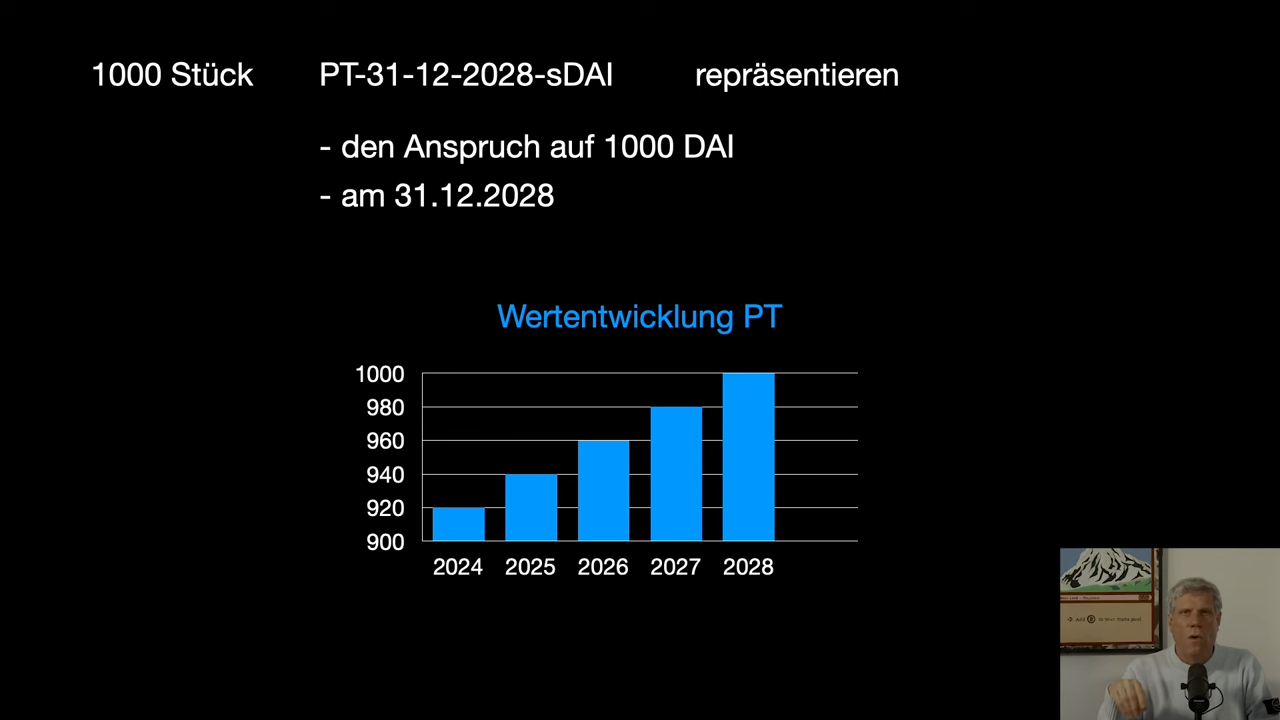 1000 Stück PT-31-12-2028-sDAI repräsentieren
- den Anspruch auf 1000 DAI
- am 31.12.2028
Wertentwicklung PT
1000
980
960
940
920
900
2024 2025 2026 2027 2028